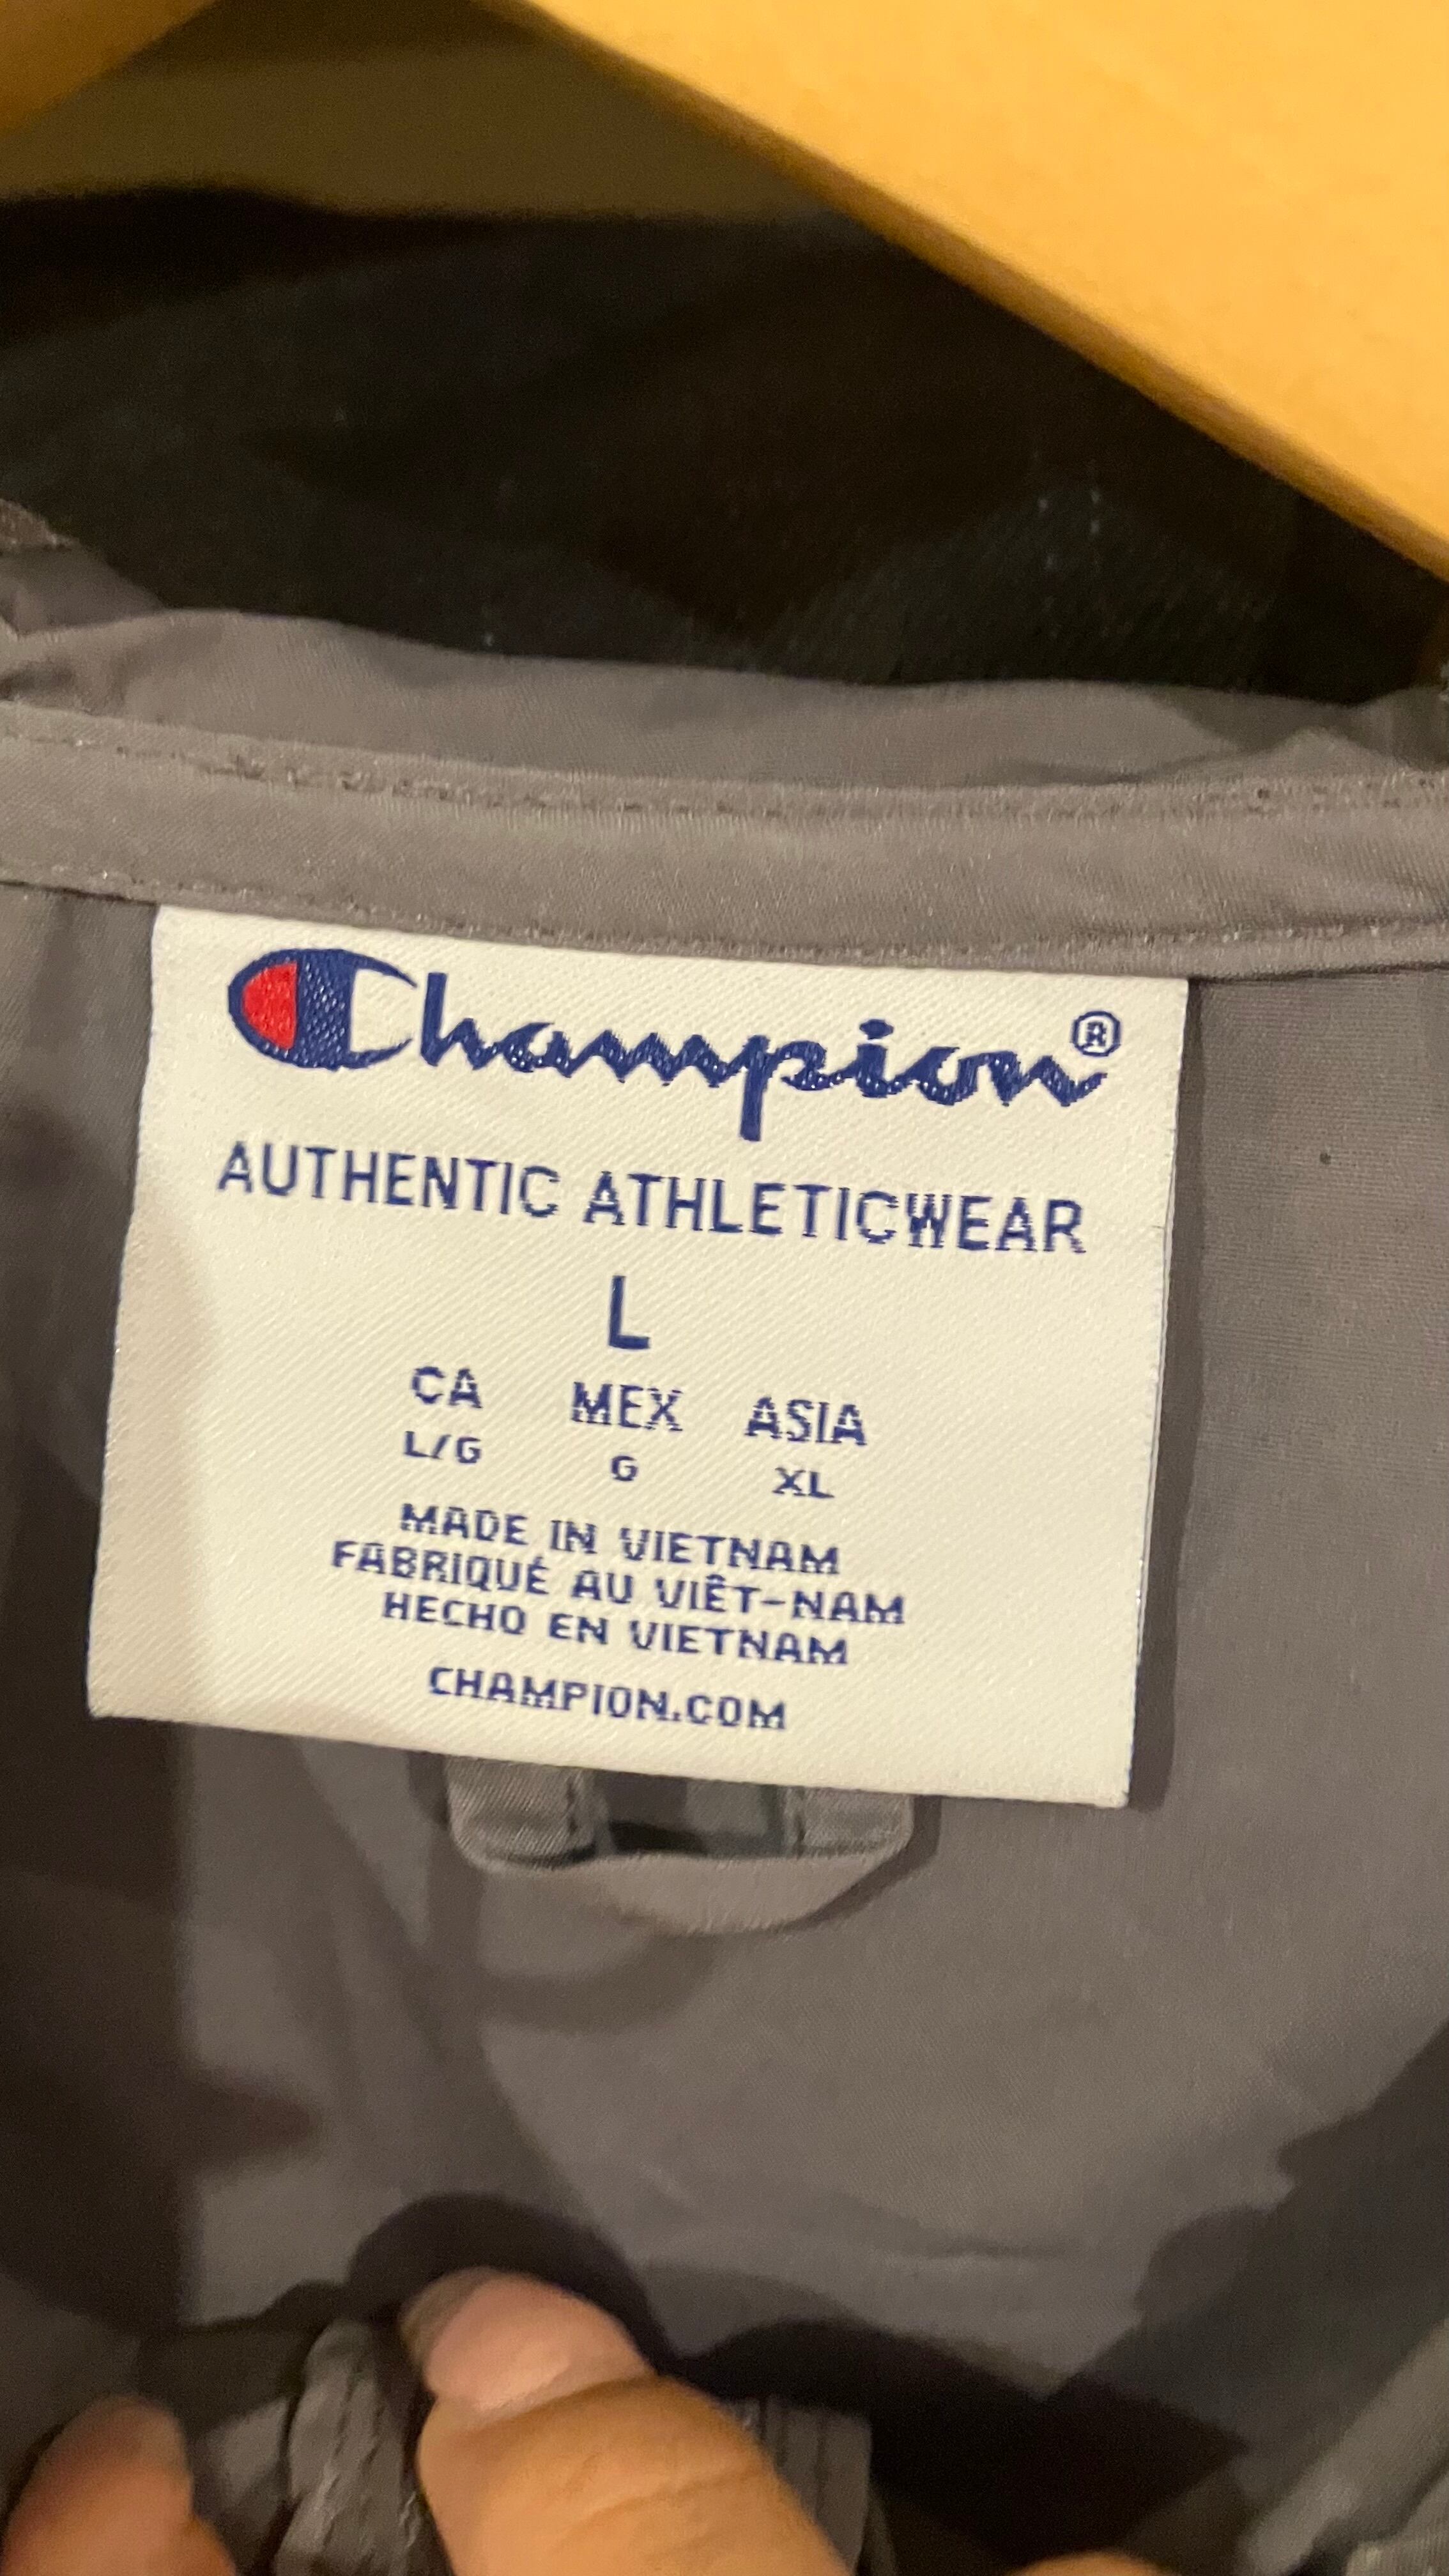 Champion®
AUTHENTIC ATHLETICWEAR
L
CA MEX ASIA
L/G G XL
MADE IN VIETNAM
FABRIQUÉ AU VIÊT-NAM
HECHO EN VIETNAM
CHAMPION.COM